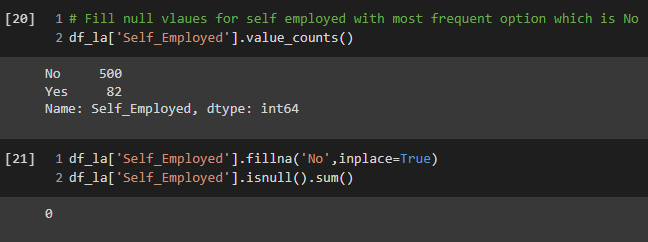 [20] 1 # Fill null vlaues for self employed with most frequent option which is No
2 df_la['Self_Employed'].value_counts()
No     500
Yes     82
Name: Self_Employed, dtype: int64
[21] 1 df_la['Self_Employed'].fillna('No',inplace=True)
2 df_la['Self_Employed'].isnull().sum()
0